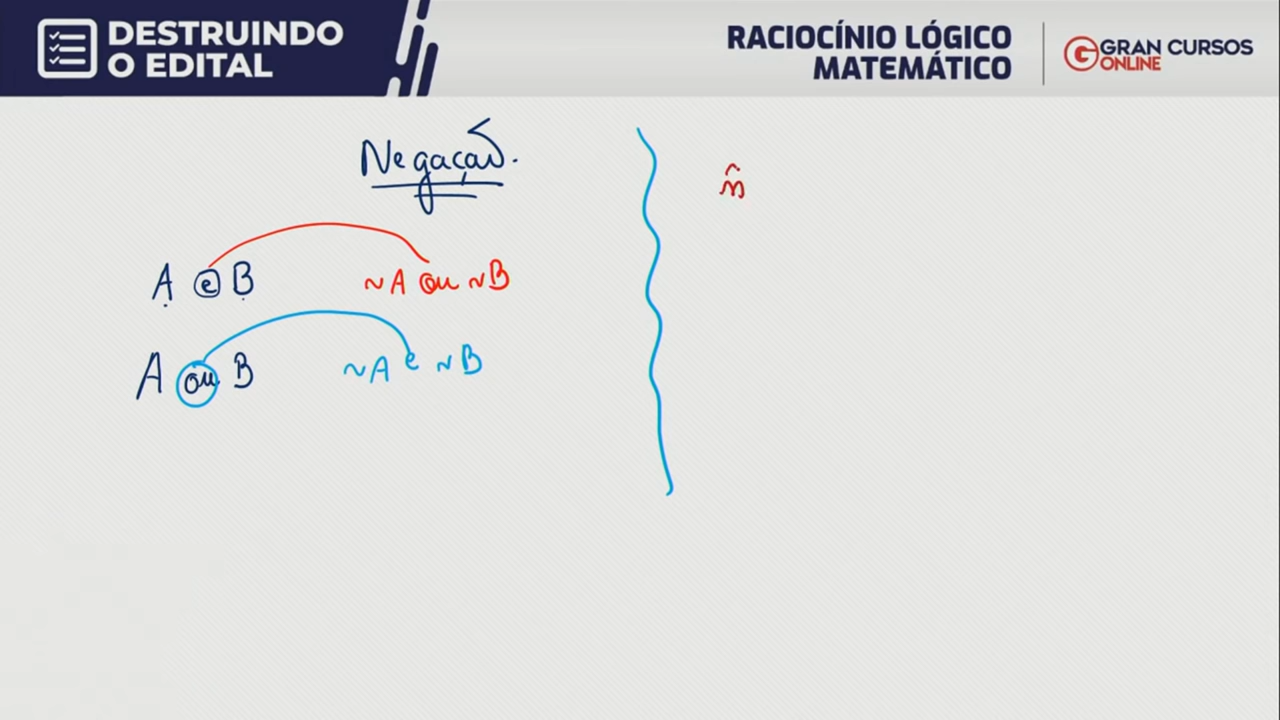 DESTRUINDO
O EDITAL
RACIOCÍNIO LÓGICO
MATEMÁTICO
GRAN CURSOS
ONLINE
Negação.
A e B ~A ou ~B
A ou B ~A e ~B